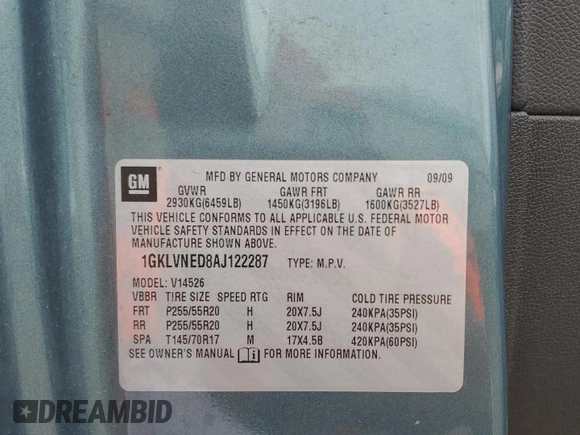 GM
MFD BY GENERAL MOTORS COMPANY 09/09
GVWR GAWR FRT GAWR RR
2930KG(6459LB) 1450KG(3196LB) 1600KG(3527LB)
THIS VEHICLE CONFORMS TO ALL APPLICABLE U.S. FEDERAL MOTOR
VEHICLE SAFETY STANDARDS IN EFFECT ON THE DATE OF
MANUFACTURE SHOWN ABOVE.
1GKLVNED8AJ122287 TYPE: M.P.V.
MODEL: V14526
VBBR TIRE SIZE SPEED RTG RIM COLD TIRE PRESSURE
FRT P255/55R20 H 20X7.5J 240KPA(35PSI)
RR P255/55R20 H 20X7.5J 240KPA(35PSI)
SPA T145/70R17 M 17X4.5B 420KPA(60PSI)
SEE OWNER'S MANUAL FOR MORE INFORMATION.
DREAMBID